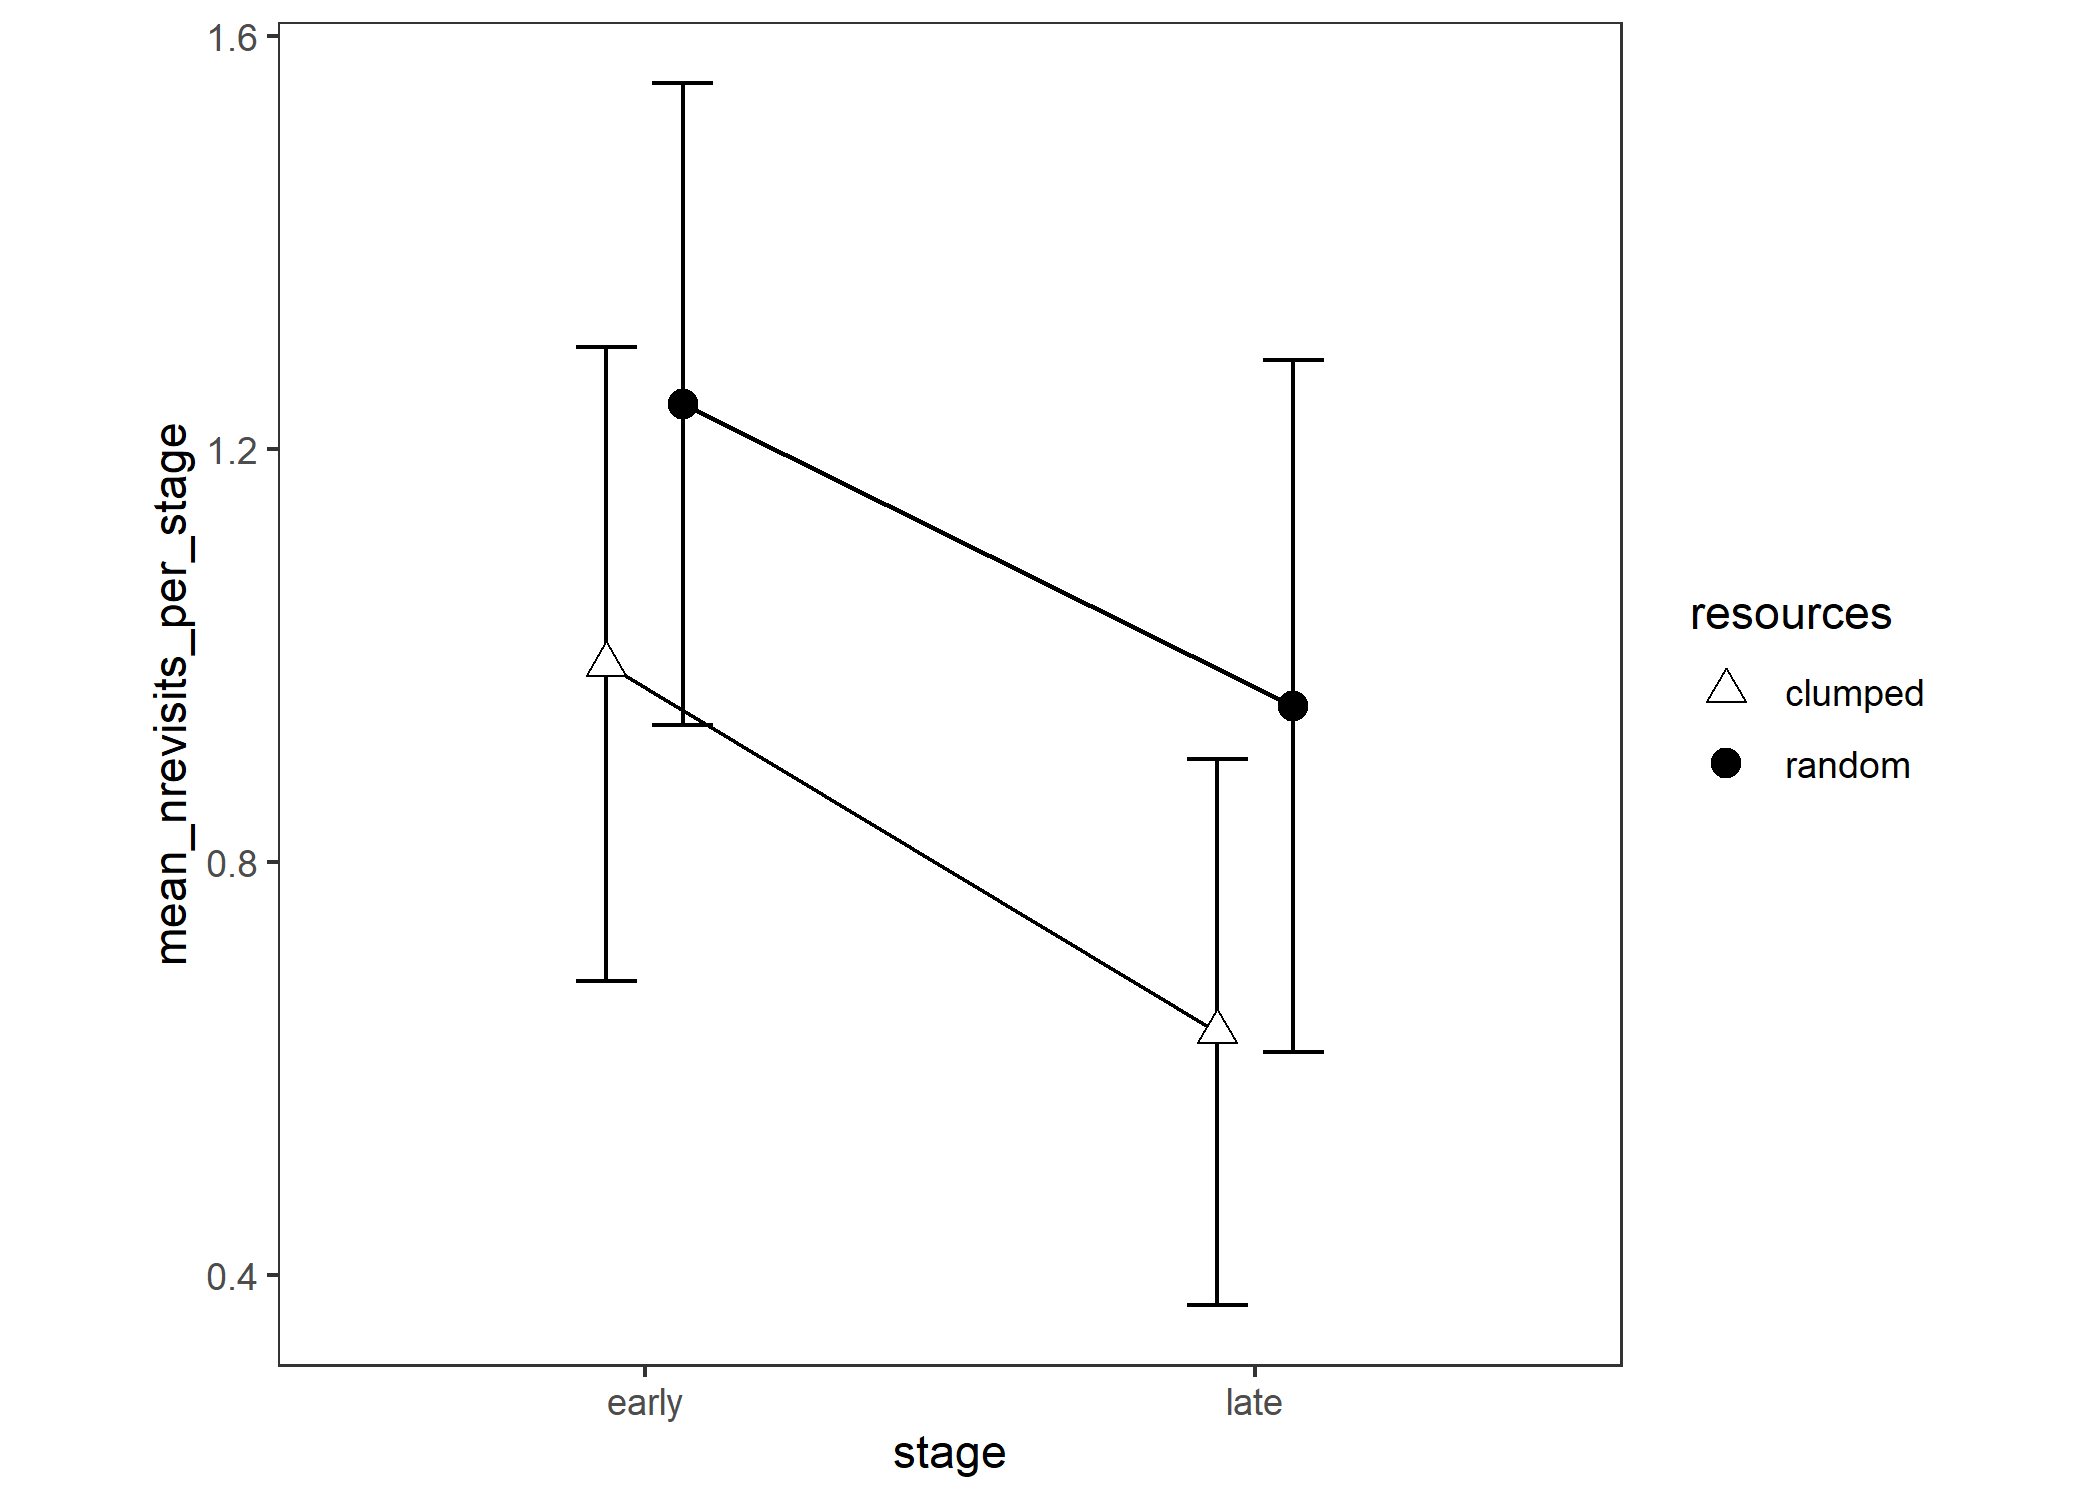 mean_nrevisits_per_stage
1.6
1.2
0.8
0.4
early
late
stage
resources
clumped
random